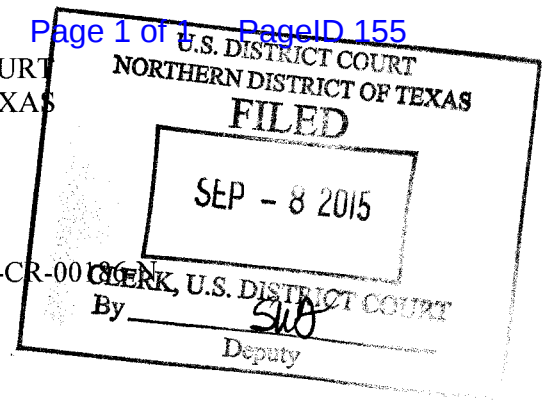 Page 1 of 1 PageID 155
U.S. DISTRICT COURT
URT
NORTHERN DISTRICT OF TEXAS
XAS
FILED
SEP - 8 2015
-CR-00186-N
CLERK, U.S. DISTRICT COURT
By
Deputy